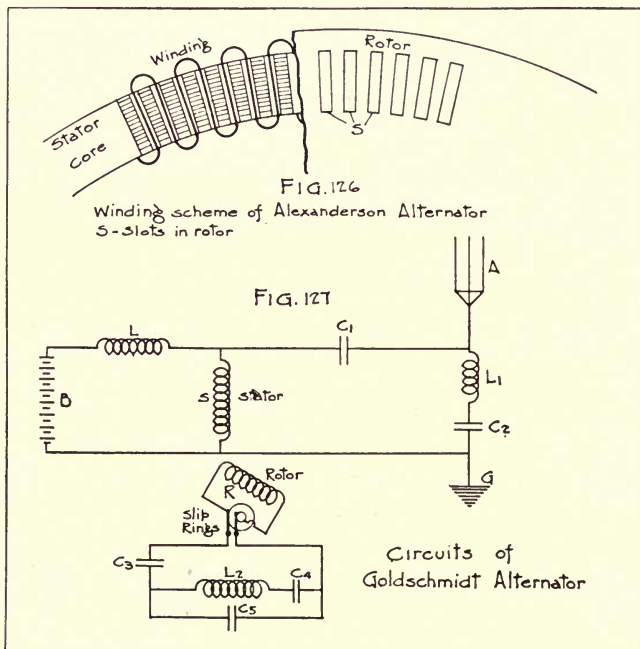 Winding
Rotor
Stator
Core
S
FIG. 126
Winding scheme of Alexanderson Alternator
S-Slots in rotor
A
FIG. 127
L
C1
L1
B
S
Stator
C2
Rotor
R
G
Slip
Rings
C3
L2
C4
C5
Circuits of
Goldschmidt Alternator